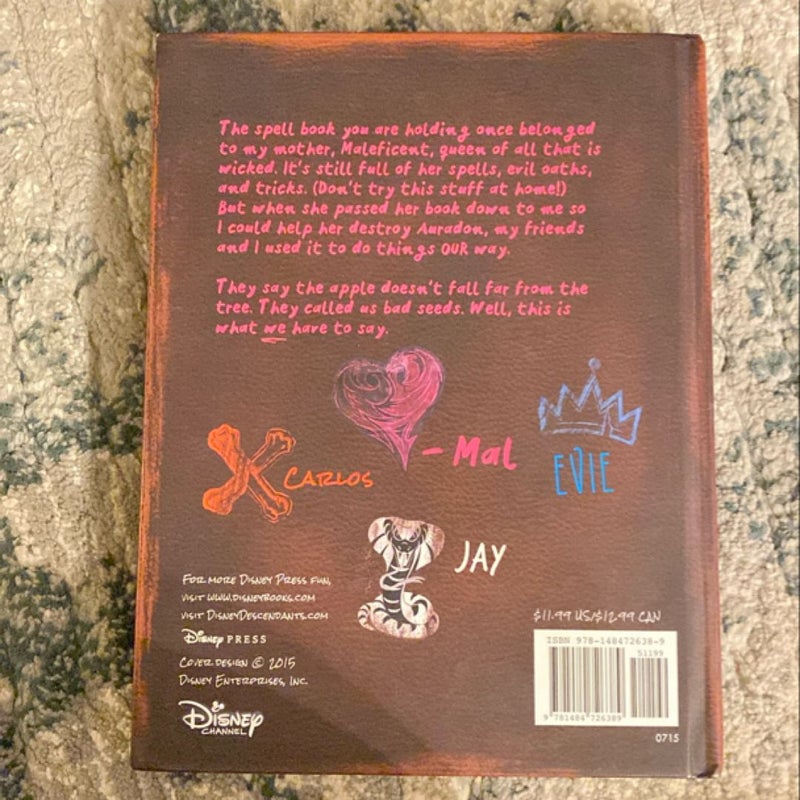 The spell book you are holding once belonged
to my mother, Maleficent, queen of all that is
wicked. It's still full of her spells, evil oaths,
and tricks. (Don't try this stuff at home!)
But when she passed her book down to me so
I could help her destroy Auradon, my friends
and I used it to do things OUR way.
They say the apple doesn't fall far from the
tree. They called us bad seeds. Well, this is
what we have to say.
- Mal
EVIE
CARLOS
JAY
FOR MORE DISNEY PRESS FUN,
VISIT WWW.DISNEYBOOKS.COM
VISIT DISNEYDESCENDANTS.COM
Disney PRESS
COVER DESIGN © 2015
DISNEY ENTERPRISES, INC.
Disney
CHANNEL
$11.99 US/$12.99 CAN
ISBN 978-148472638-9
51199
9 781484 726389
0715